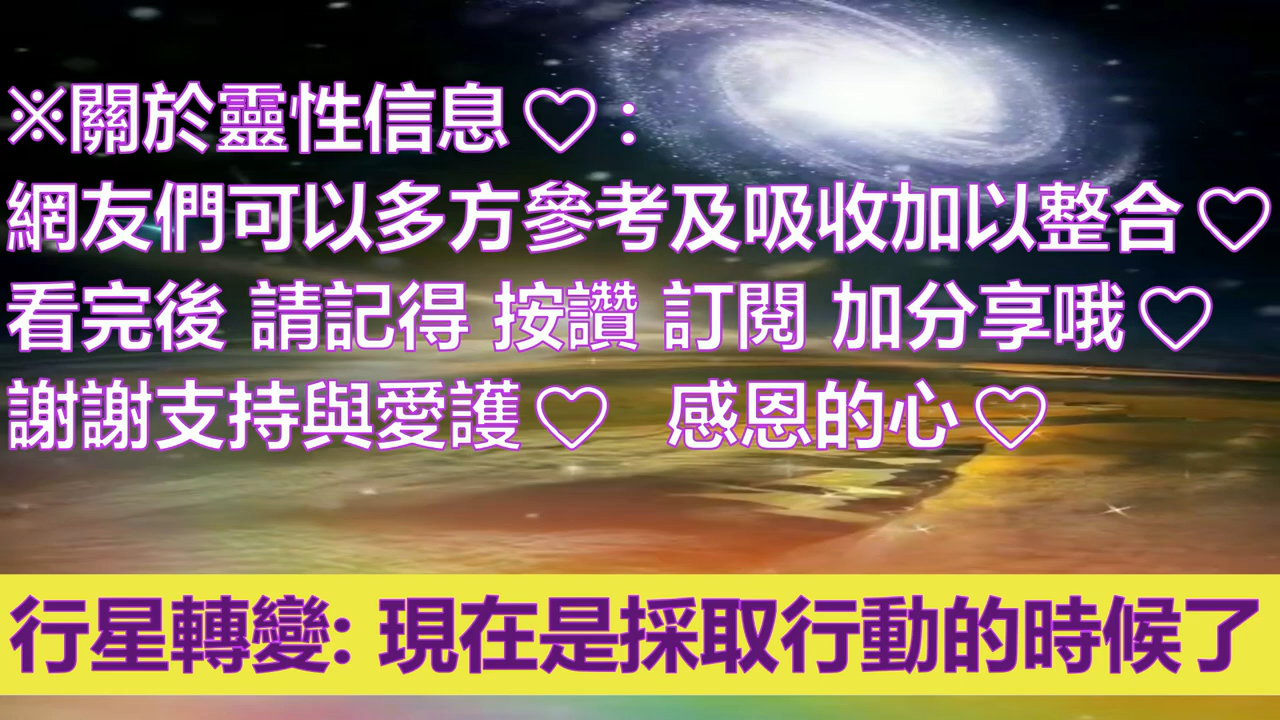 ※關於靈性信息♡:
網友們可以多方參考及吸收加以整合♡
看完後 請記得 按讚 訂閱 加分享哦♡
謝謝支持與愛護♡ 感恩的心♡
行星轉變: 現在是採取行動的時候了